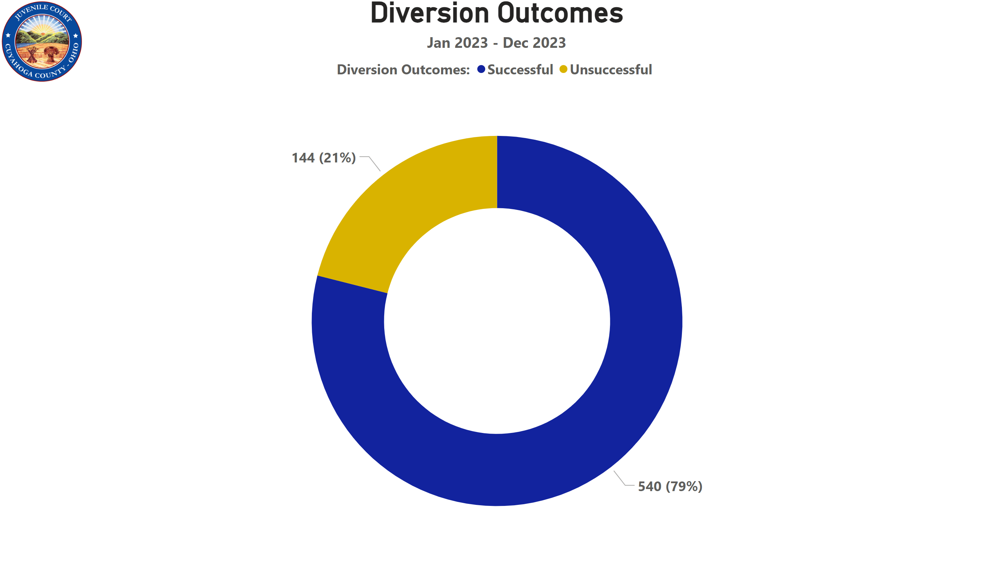 JUVENILE COURT
CUYAHOGA COUNTY - OHIO
Diversion Outcomes
Jan 2023 - Dec 2023
Diversion Outcomes: Successful Unsuccessful
144 (21%)
540 (79%)